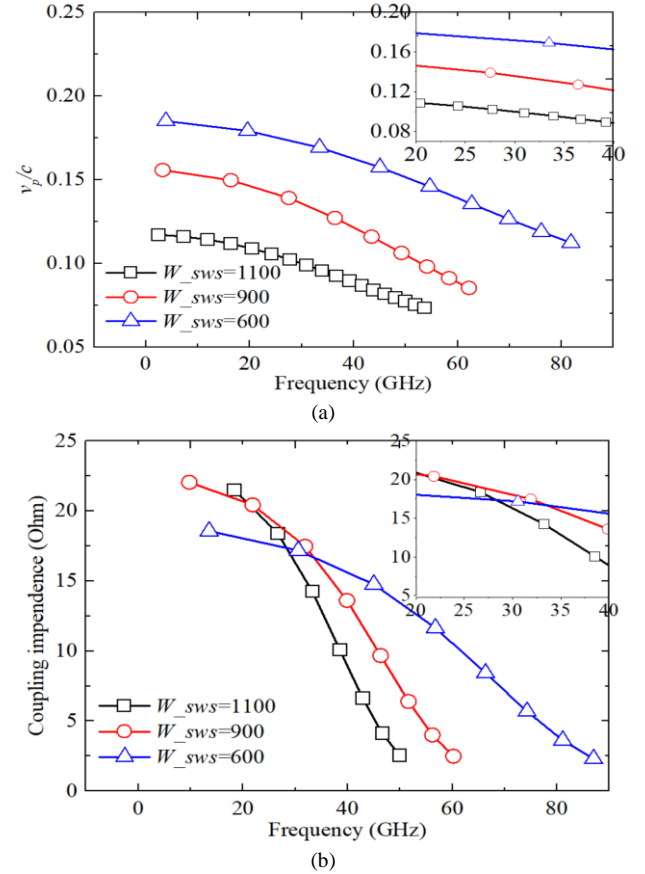 0.25
0.20
0.15
0.10
0.05
v_p/c
0.20
0.16
0.12
0.08
20 25 30 35 40
W_sws=1100
W_sws=900
W_sws=600
0 20 40 60 80
Frequency (GHz)
(a)
25
20
15
10
5
0
Coupling impendence (Ohm)
25
20
15
10
5
20 25 30 35 40
W_sws=1100
W_sws=900
W_sws=600
0 20 40 60 80
Frequency (GHz)
(b)